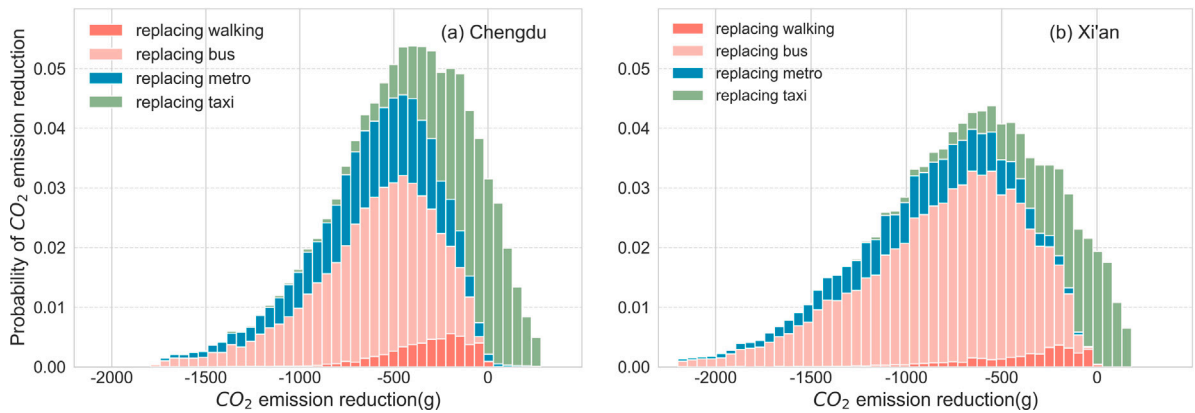 (a) Chengdu
replacing walking
replacing bus
replacing metro
replacing taxi
Probability of CO2 emission reduction
0.05
0.04
0.03
0.02
0.01
0.00
-2000 -1500 -1000 -500 0
CO2 emission reduction(g)
(b) Xi'an
replacing walking
replacing bus
replacing metro
replacing taxi
0.05
0.04
0.03
0.02
0.01
0.00
-2000 -1500 -1000 -500 0
CO2 emission reduction(g)